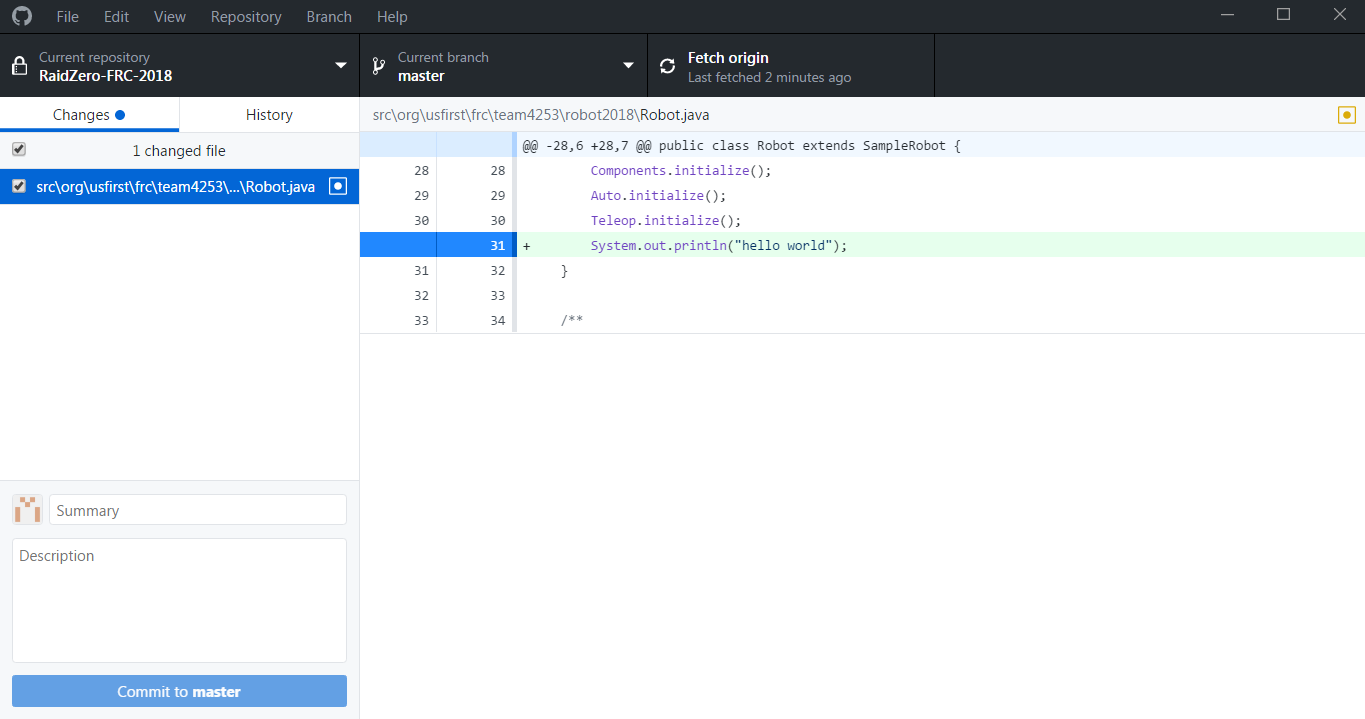 File Edit View Repository Branch Help
Current repository
RaidZero-FRC-2018
Current branch
master
Fetch origin
Last fetched 2 minutes ago
Changes History
1 changed file
src\org\usfirst\frc\team4253\...\Robot.java
Summary
Description
Commit to master
src\org\usfirst\frc\team4253\robot2018\Robot.java
@@ -28,6 +28,7 @@ public class Robot extends SampleRobot {
28 28 Components.initialize();
29 29 Auto.initialize();
30 30 Teleop.initialize();
31 + System.out.println("hello world");
31 32 }
32 33
33 34 /**